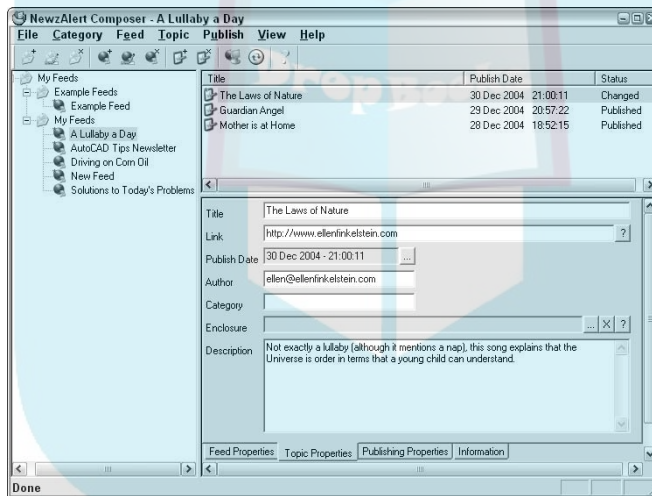 NewzAlert Composer - A Lullaby a Day
File Category Feed Topic Publish View Help
My Feeds
Example Feeds
Example Feed
My Feeds
A Lullaby a Day
AutoCAD Tips Newsletter
Driving on Corn Oil
New Feed
Solutions to Today's Problems
Title Publish Date Status
The Laws of Nature 30 Dec 2004 21:00:11 Changed
Guardian Angel 29 Dec 2004 20:57:22 Published
Mother is at Home 28 Dec 2004 18:52:15 Published
Title The Laws of Nature
Link http://www.ellenfinkelstein.com ?
Publish Date 30 Dec 2004 - 21:00:11 ...
Author ellen@ellenfinkelstein.com
Category
Enclosure ... X ?
Description Not exactly a lullaby (although it mentions a nap), this song explains that the
Universe is order in terms that a young child can understand.
Feed Properties Topic Properties Publishing Properties Information
Done